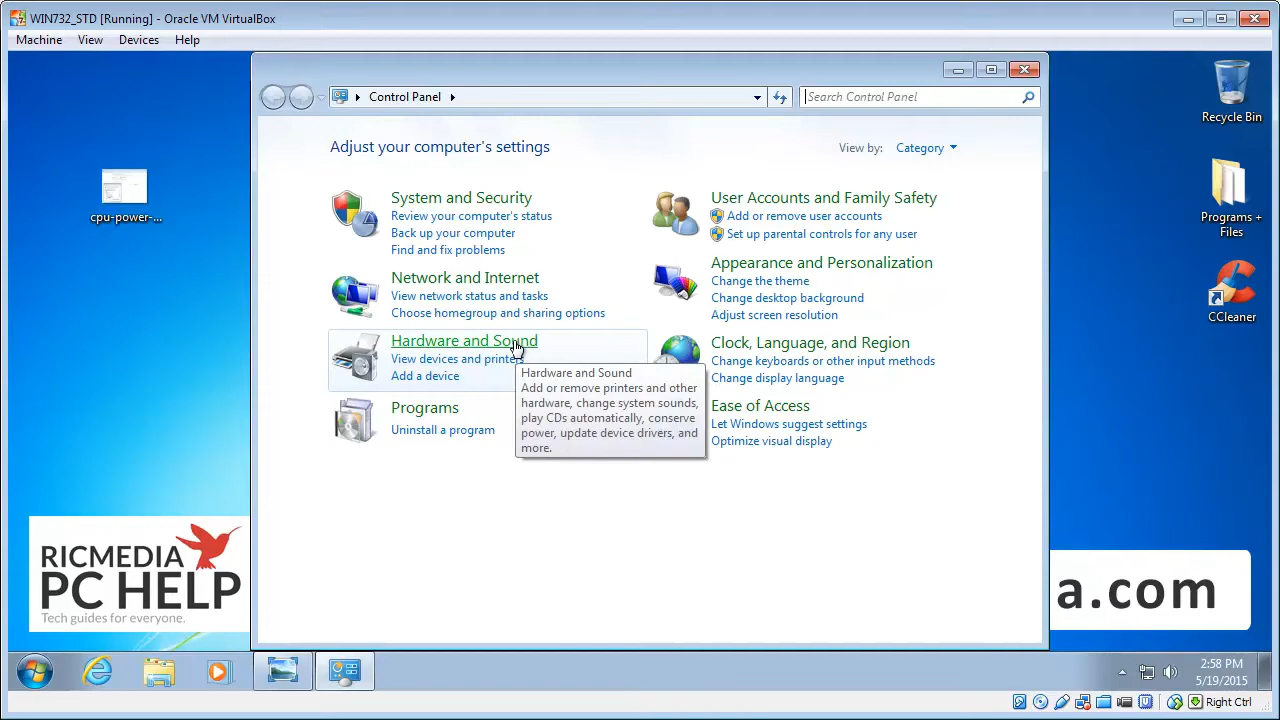 WIN732_STD [Running] - Oracle VM VirtualBox
Machine View Devices Help
Control Panel
Search Control Panel
Recycle Bin
Adjust your computer's settings
View by: Category
cpu-power-...
System and Security
Review your computer's status
Back up your computer
Find and fix problems
User Accounts and Family Safety
Add or remove user accounts
Set up parental controls for any user
Programs +
Files
Network and Internet
View network status and tasks
Choose homegroup and sharing options
Appearance and Personalization
Change the theme
Change desktop background
Adjust screen resolution
CCleaner
Hardware and Sound
View devices and printers
Add a device
Clock, Language, and Region
Change keyboards or other input methods
Change display language
Hardware and Sound
Add or remove printers and other
hardware, change system sounds,
play CDs automatically, conserve
power, update device drivers, and
more.
Programs
Uninstall a program
Ease of Access
Let Windows suggest settings
Optimize visual display
RICMEDIA
PC HELP
Tech guides for everyone.
a.com
2:58 PM
5/19/2015
Right Ctrl